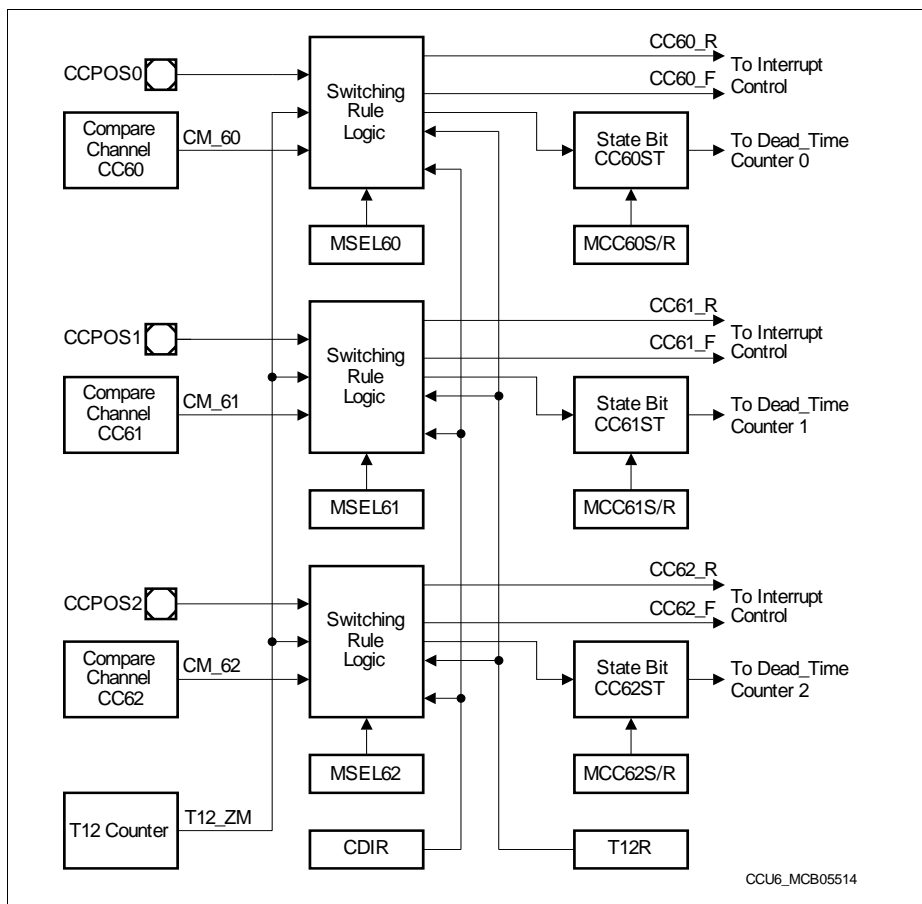 CC60_R
To Interrupt
Control
CC60_F
CCPOS0
Switching
Rule
Logic
Compare
Channel
CC60
CM_60
State Bit
CC60ST
To Dead_Time
Counter 0
MSEL60
MCC60S/R
CC61_R
To Interrupt
Control
CC61_F
CCPOS1
Switching
Rule
Logic
Compare
Channel
CC61
CM_61
State Bit
CC61ST
To Dead_Time
Counter 1
MSEL61
MCC61S/R
CC62_R
To Interrupt
Control
CC62_F
CCPOS2
Switching
Rule
Logic
Compare
Channel
CC62
CM_62
State Bit
CC62ST
To Dead_Time
Counter 2
MSEL62
MCC62S/R
T12 Counter
T12_ZM
CDIR
T12R
CCU6_MCB05514